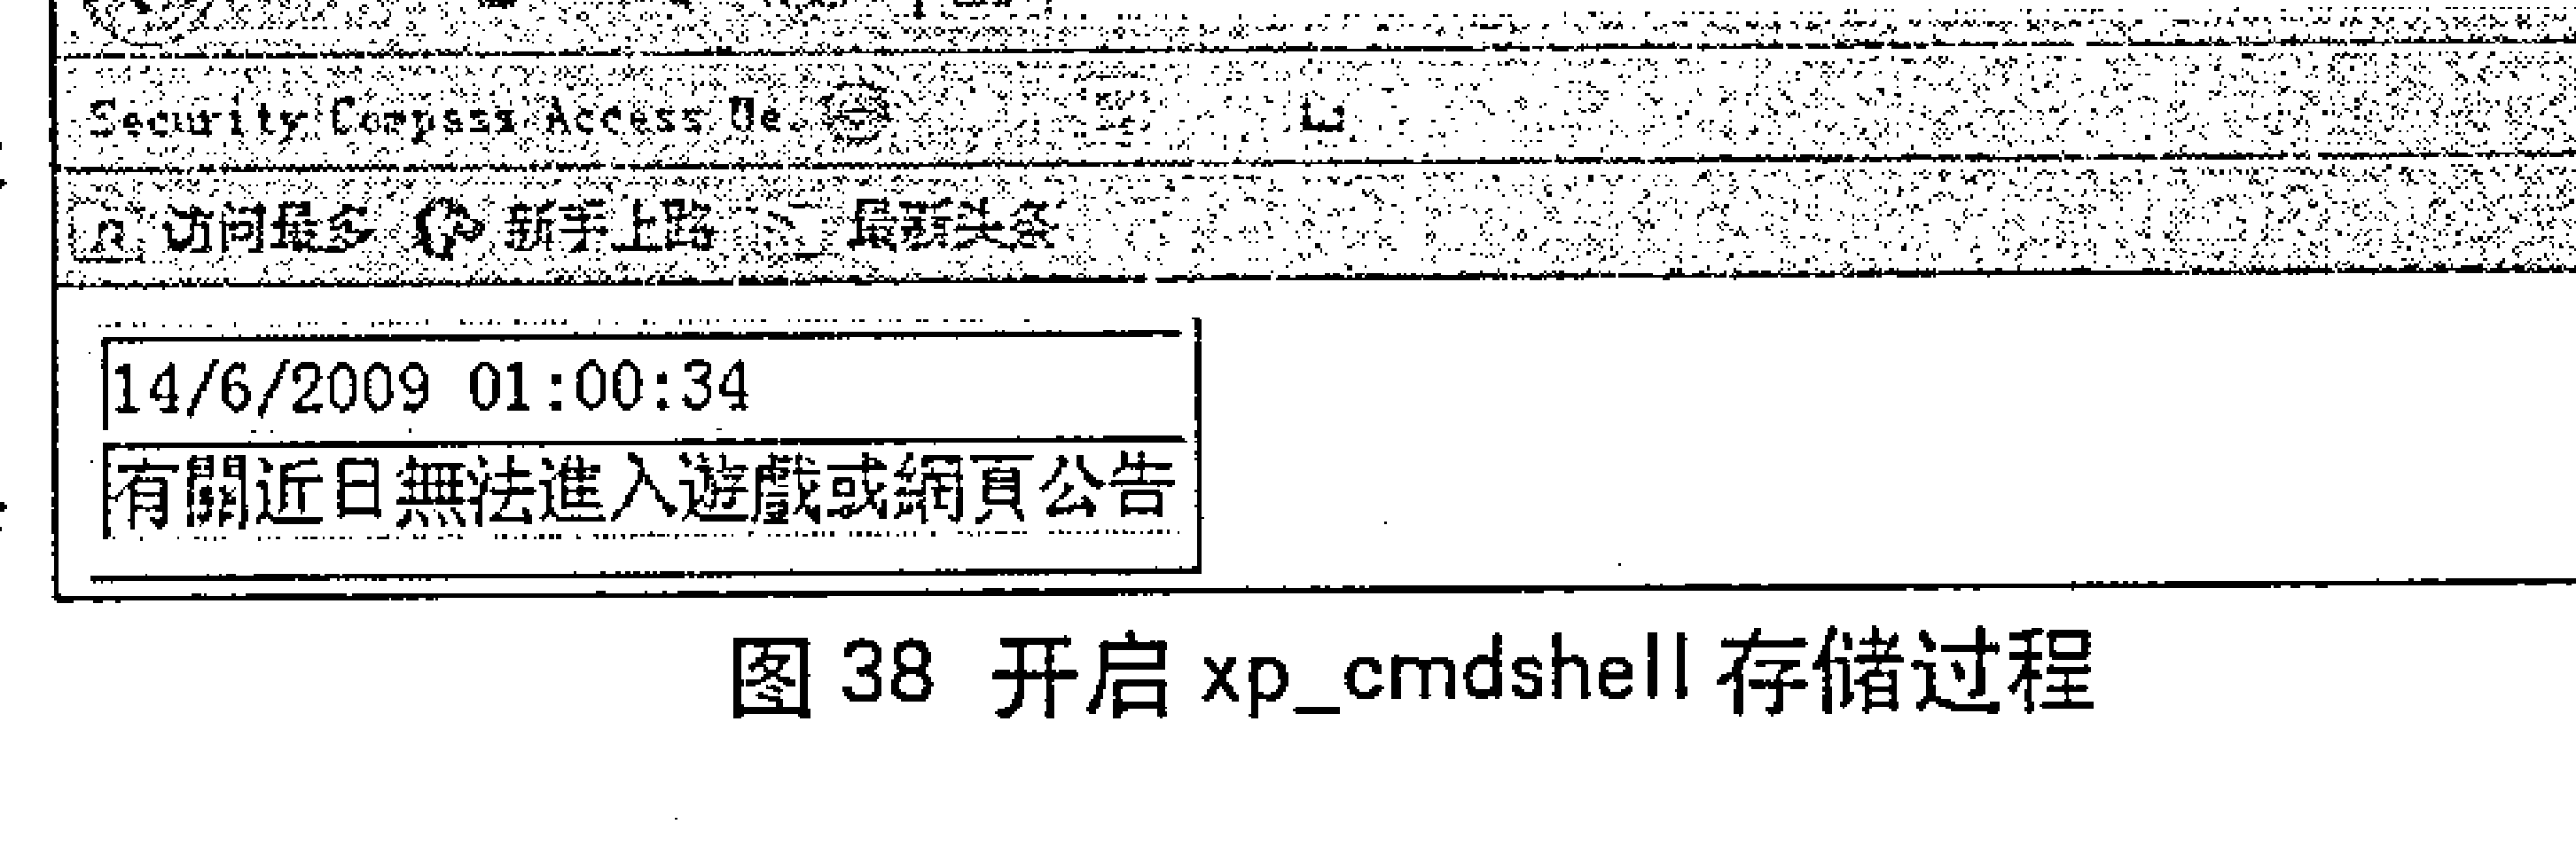 Security Compass Access Me.
访问最多 新手上路 最新头条
14/6/2009 01:00:34
有關近日無法進入遊戲或網頁公告
图 38 开启 xp_cmdshell 存储过程